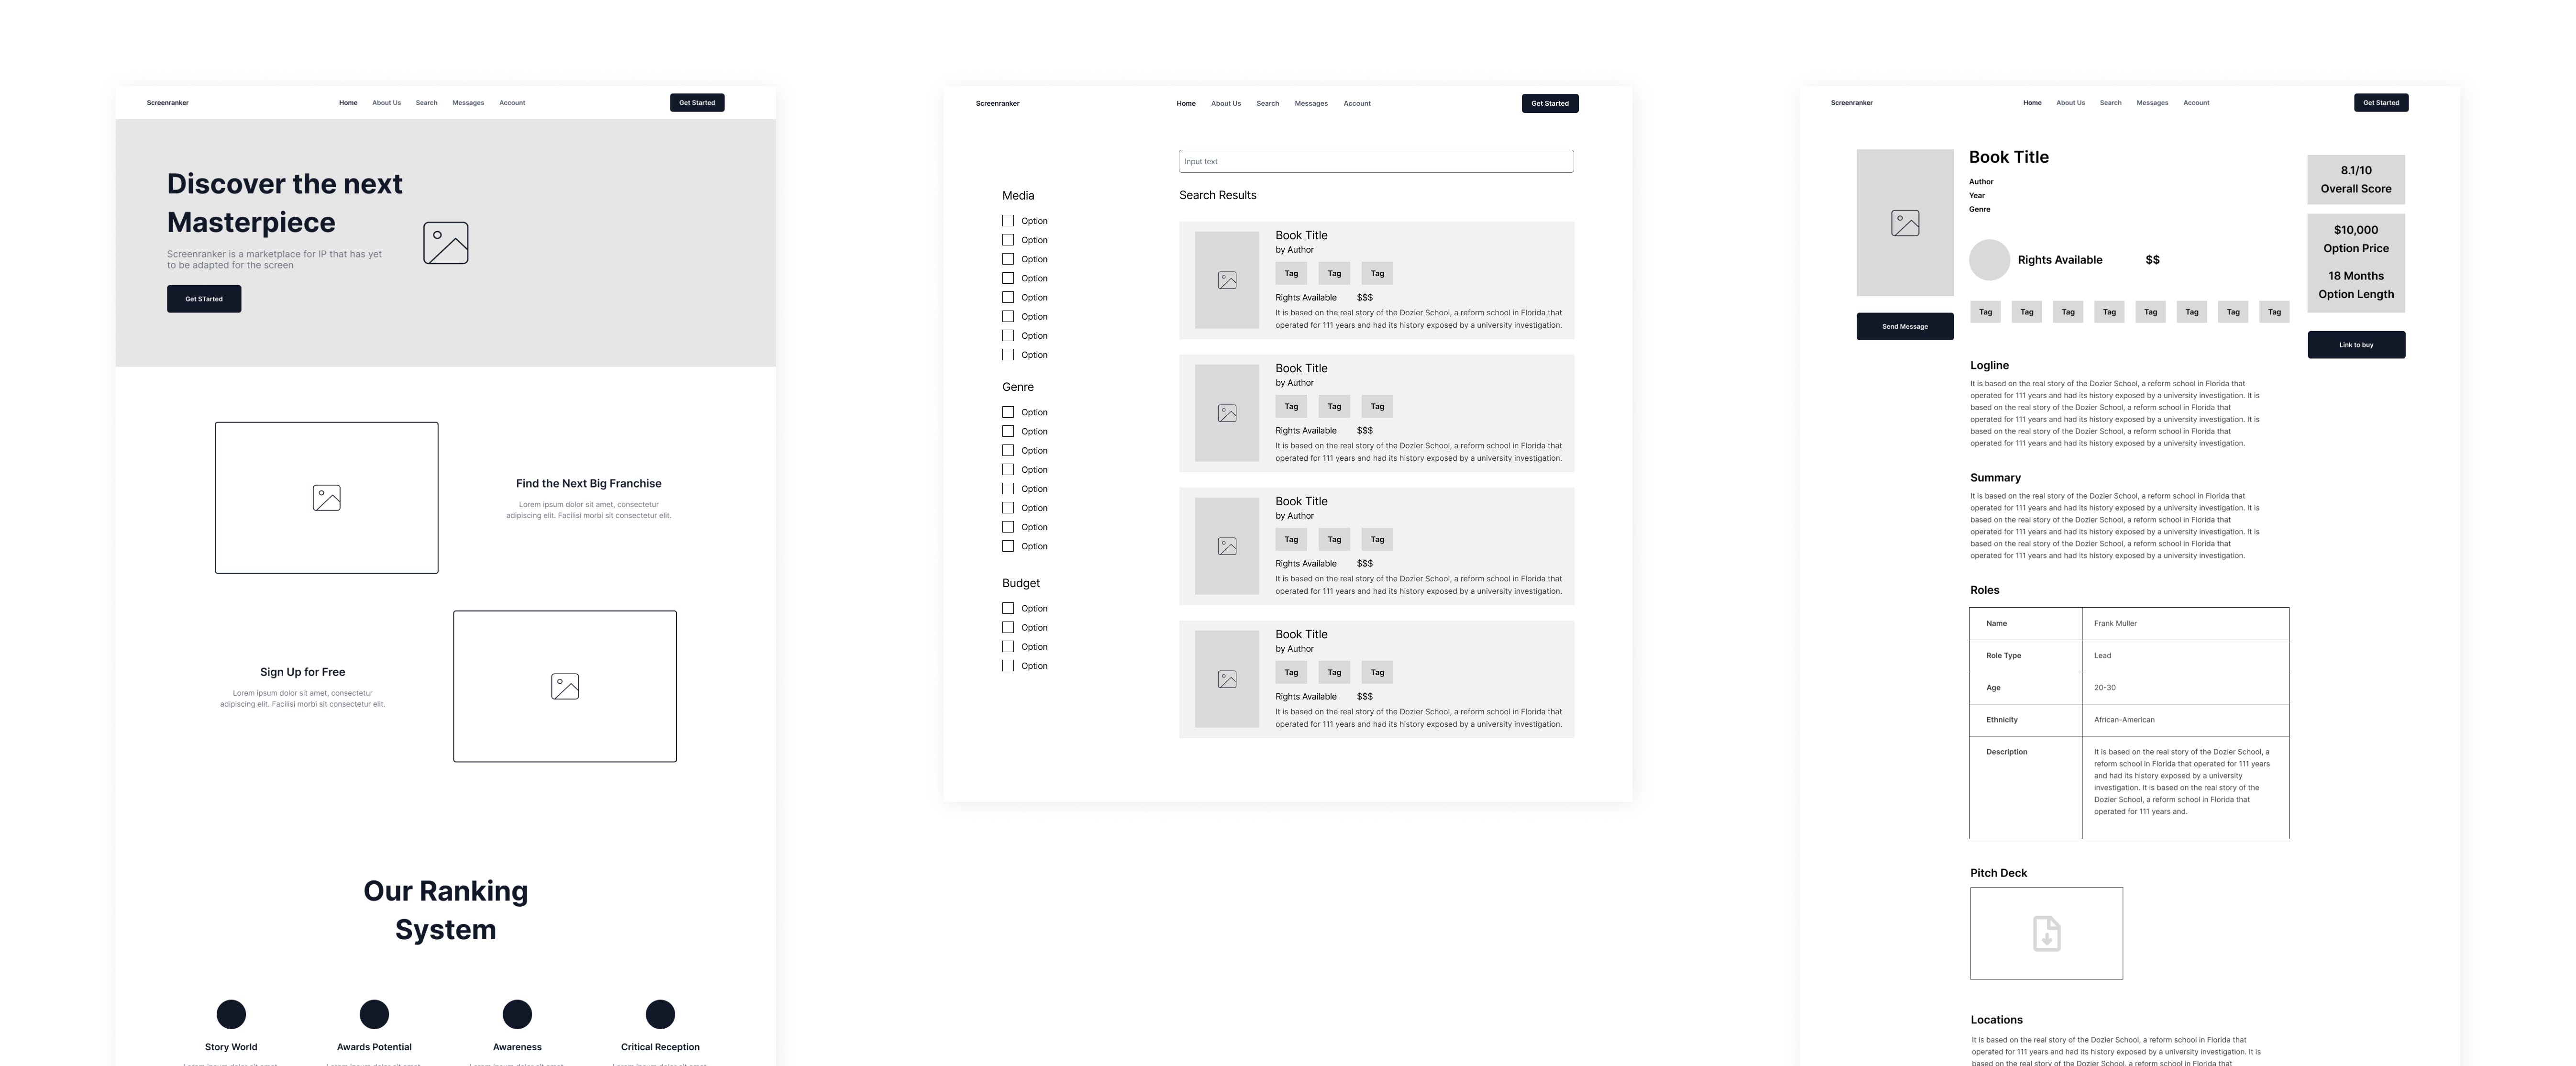 Screenranker
Home
About Us
Search
Messages
Account
Get Started
Discover the next
Masterpiece
Screenranker is a marketplace for IP that has yet
to be adapted for the screen
Get STarted
Find the Next Big Franchise
Lorem ipsum dolor sit amet, consectetur
adipiscing elit. Facilisi morbi sit consectetur elit.
Sign Up for Free
Lorem ipsum dolor sit amet, consectetur
adipiscing elit. Facilisi morbi sit consectetur elit.
Our Ranking
System
Story World
Awards Potential
Awareness
Critical Reception
Screenranker
Home
About Us
Search
Messages
Account
Get Started
Input text
Media
Option
Option
Option
Option
Option
Option
Option
Option
Genre
Option
Option
Option
Option
Option
Option
Option
Option
Budget
Option
Option
Option
Option
Search Results
Book Title
by Author
Tag
Tag
Tag
Rights Available
$$$
It is based on the real story of the Dozier School, a reform school in Florida that
operated for 111 years and had its history exposed by a university investigation.
Book Title
by Author
Tag
Tag
Tag
Rights Available
$$$
It is based on the real story of the Dozier School, a reform school in Florida that
operated for 111 years and had its history exposed by a university investigation.
Book Title
by Author
Tag
Tag
Tag
Rights Available
$$$
It is based on the real story of the Dozier School, a reform school in Florida that
operated for 111 years and had its history exposed by a university investigation.
Book Title
by Author
Tag
Tag
Tag
Rights Available
$$$
It is based on the real story of the Dozier School, a reform school in Florida that
operated for 111 years and had its history exposed by a university investigation.
Screenranker
Home
About Us
Search
Messages
Account
Get Started
Send Message
Book Title
Author
Year
Genre
Rights Available
$$
Tag
Tag
Tag
Tag
Tag
Tag
Tag
Tag
8.1/10
Overall Score
$10,000
Option Price
18 Months
Option Length
Link to buy
Logline
It is based on the real story of the Dozier School, a reform school in Florida that
operated for 111 years and had its history exposed by a university investigation. It is
based on the real story of the Dozier School, a reform school in Florida that
operated for 111 years and had its history exposed by a university investigation. It is
based on the real story of the Dozier School, a reform school in Florida that
operated for 111 years and had its history exposed by a university investigation.
Summary
It is based on the real story of the Dozier School, a reform school in Florida that
operated for 111 years and had its history exposed by a university investigation. It is
based on the real story of the Dozier School, a reform school in Florida that
operated for 111 years and had its history exposed by a university investigation. It is
based on the real story of the Dozier School, a reform school in Florida that
operated for 111 years and had its history exposed by a university investigation.
Roles
Name
Frank Muller
Role Type
Lead
Age
20-30
Ethnicity
African-American
Description
It is based on the real story of the Dozier School, a
reform school in Florida that operated for 111 years
and had its history exposed by a university
investigation. It is based on the real story of the
Dozier School, a reform school in Florida that
operated for 111 years and.
Pitch Deck
Locations
It is based on the real story of the Dozier School, a reform school in Florida that
operated for 111 years and had its history exposed by a university investigation. It is
based on the real story of the Dozier School, a reform school in Florida that